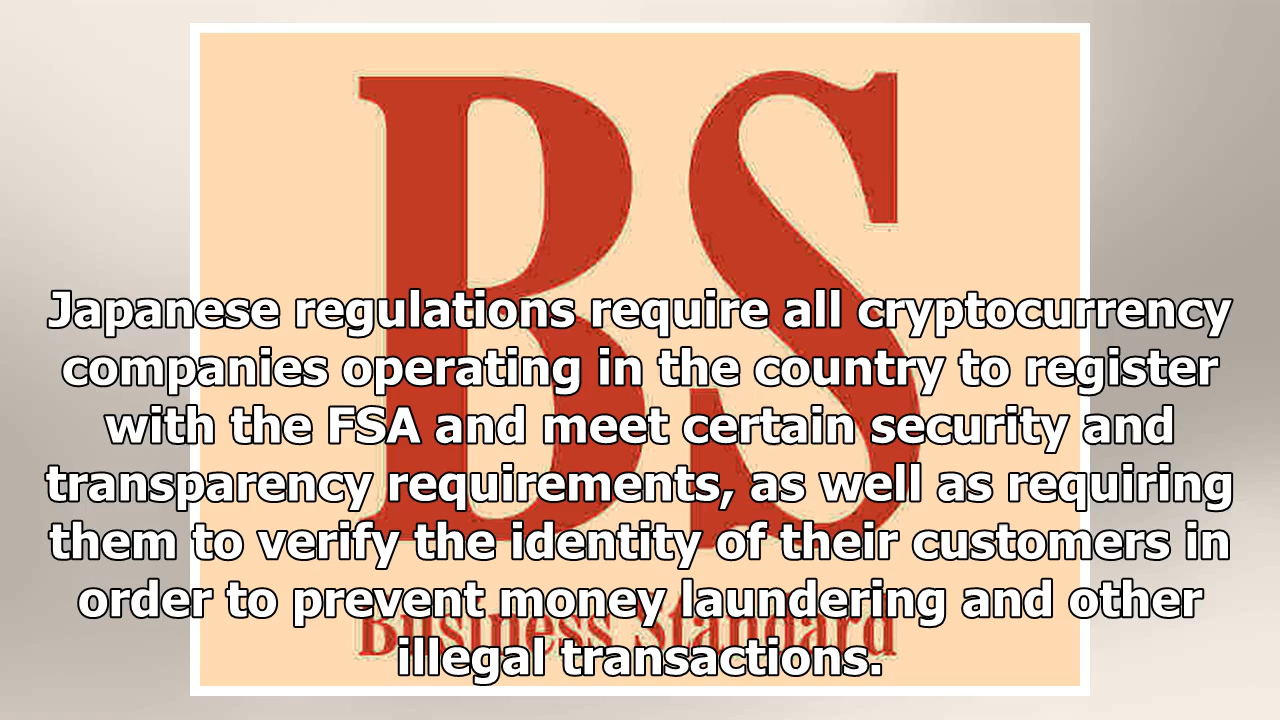 BS
Japanese regulations require all cryptocurrency
companies operating in the country to register
with the FSA and meet certain security and
transparency requirements, as well as requiring
them to verify the identity of their customers in
order to prevent money laundering and other
Business Standard
illegal transactions.